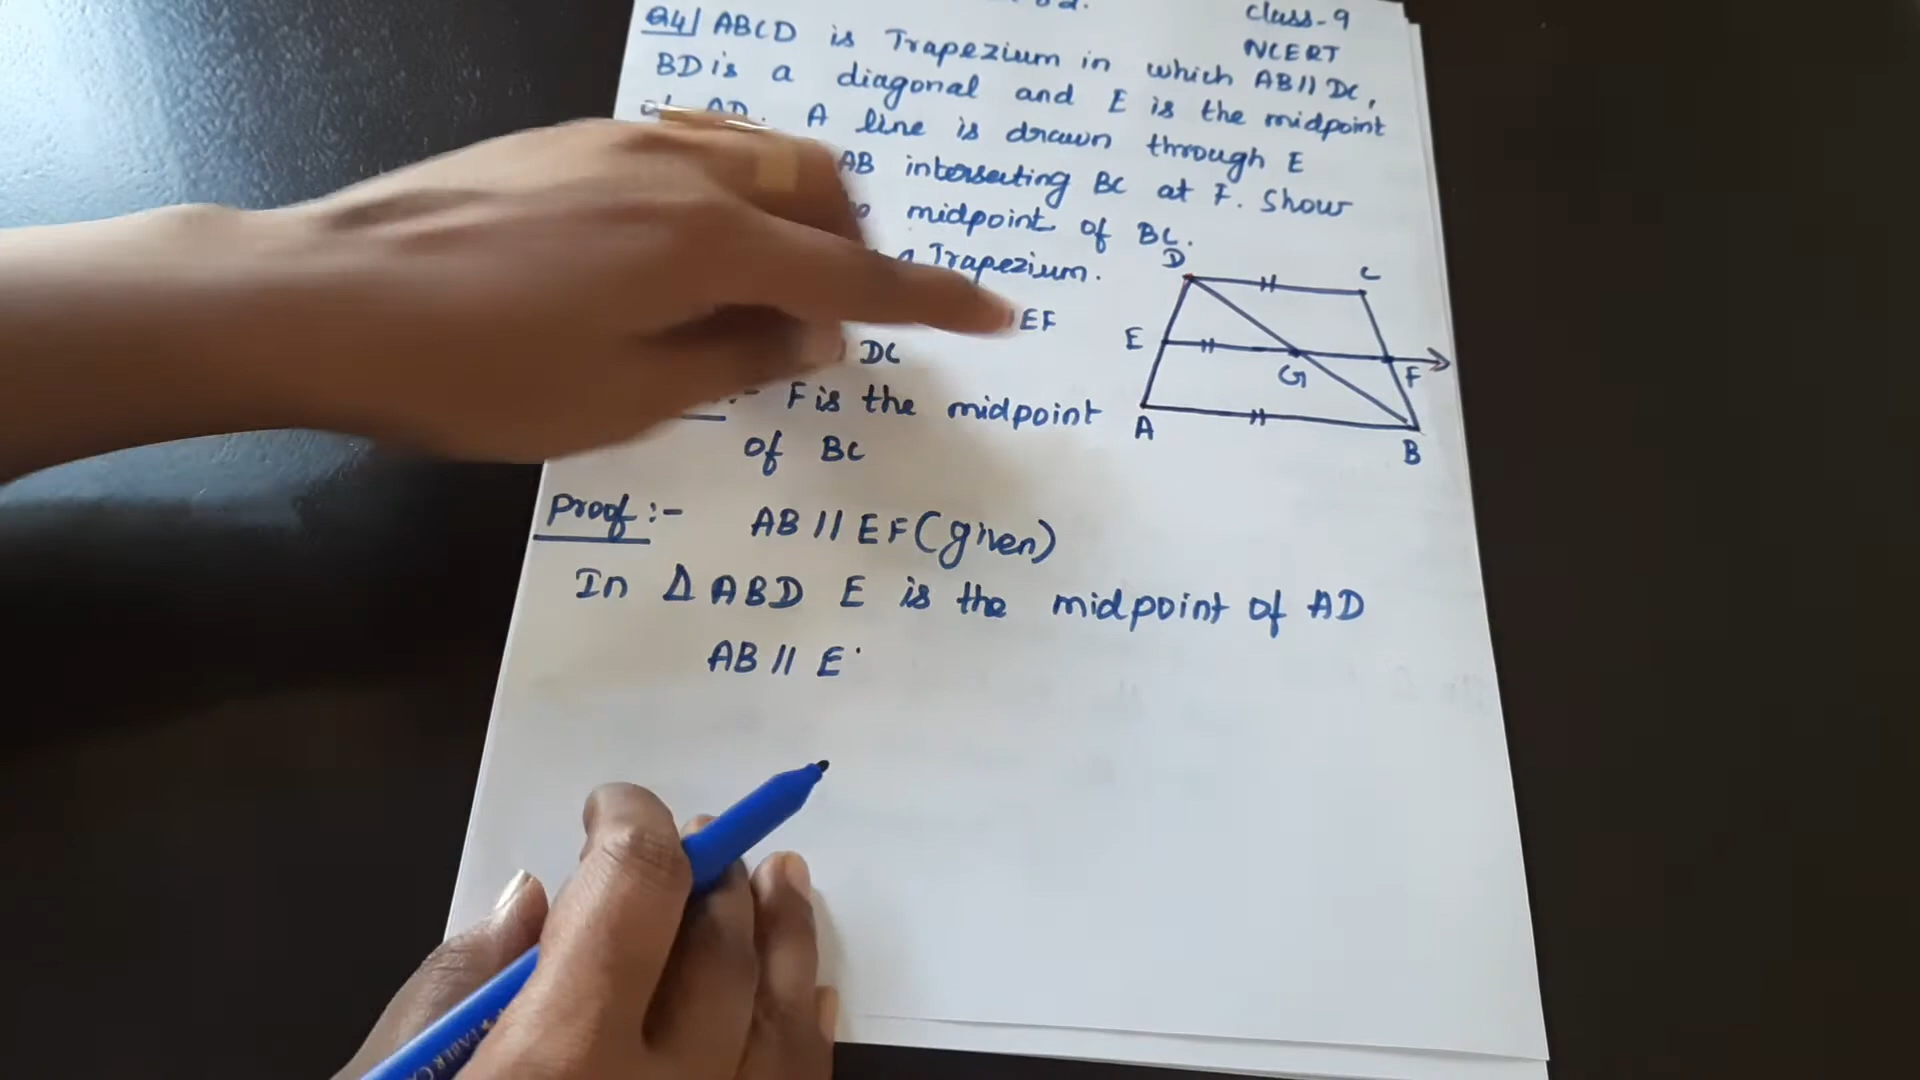 Class-9
NCERT
Q4 ABCD is Trapezium in which AB || DC,
BD is a diagonal and E is the midpoint
of AD. A line is drawn through E
AB intersecting BC at F. Show
midpoint of BC.
a Trapezium.
EF
DC
F is the midpoint
of BC
D C
E G F
A B
Proof :- AB || EF (given)
In Δ ABD E is the midpoint of AD
AB || E